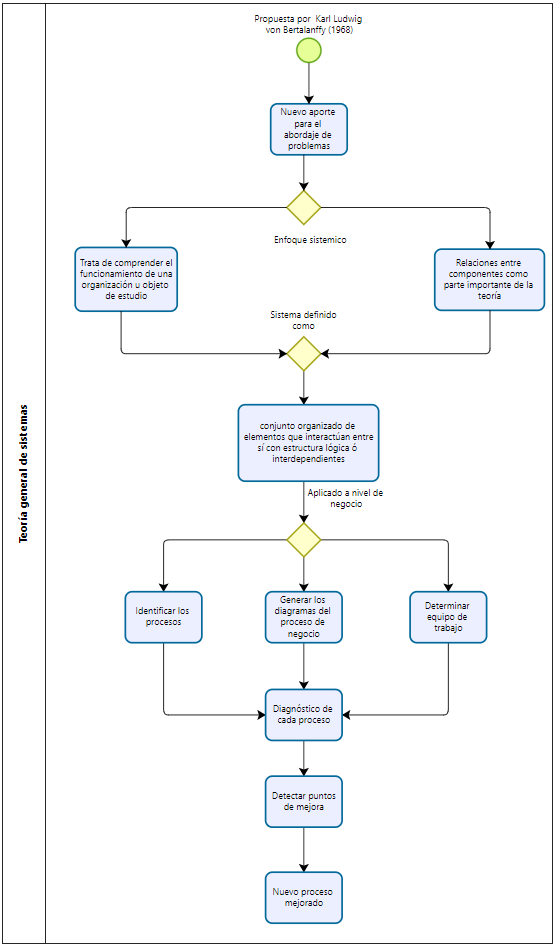 Propuesta por Karl Ludwig
von Bertalanffy (1968)
Nuevo aporte
para el
abordaje de
problemas
Enfoque sistemico
Trata de comprender el
funcionamiento de una
organización u objeto
de estudio
Relaciones entre
componentes como
parte importante de la
teoría
Sistema definido
como
conjunto organizado de
elementos que interactúan entre
sí con estructura lógica ó
interdependientes
Aplicado a nivel de
negocio
Identificar los
procesos
Generar los
diagramas del
proceso de
negocio
Determinar
equipo de
trabajo
Diagnóstico de
cada proceso
Detectar puntos
de mejora
Nuevo proceso
mejorado
Teoría general de sistemas